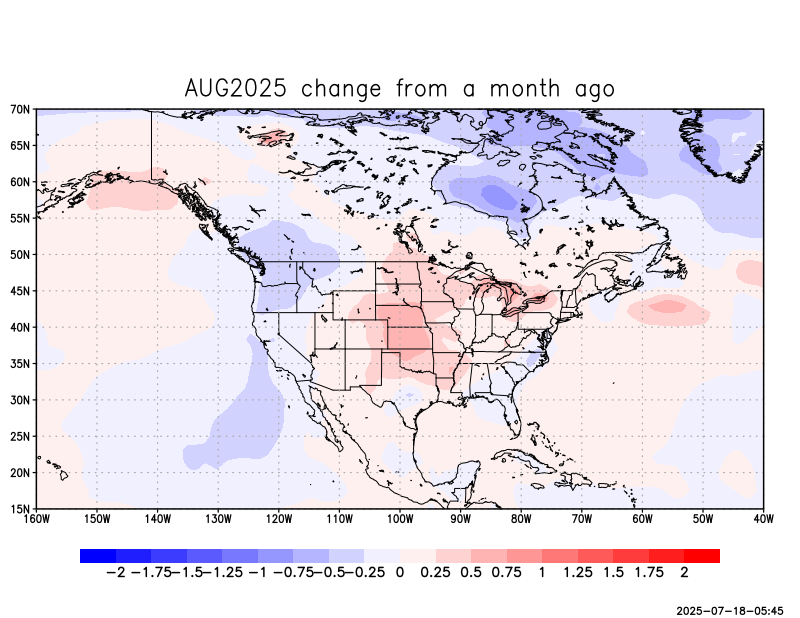 AUG2025 change from a month ago
70N
65N
60N
55N
50N
45N
40N
35N
30N
25N
20N
15N
160W 150W 140W 130W 120W 110W 100W 90W 80W 70W 60W 50W 40W
-2 -1.75 -1.5 -1.25 -1 -0.75 -0.5 -0.25 0 0.25 0.5 0.75 1 1.25 1.5 1.75 2
2025-07-18-05:45